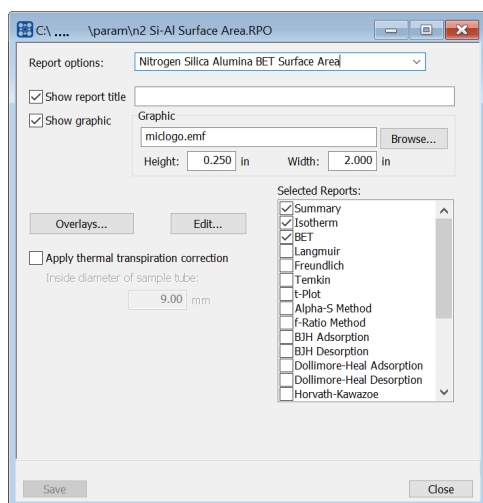 C:\ .... \param\n2 Si-Al Surface Area.RPO
Report options: Nitrogen Silica Alumina BET Surface Area
Show report title
Show graphic
Graphic
miclogo.emf
Browse...
Height: 0.250 in Width: 2.000 in
Selected Reports:
Summary
Isotherm
BET
Langmuir
Freundlich
Temkin
t-Plot
Alpha-S Method
f-Ratio Method
BJH Adsorption
BJH Desorption
Dollimore-Heal Adsorption
Dollimore-Heal Desorption
Horvath-Kawazoe
Overlays... Edit...
Apply thermal transpiration correction
Inside diameter of sample tube:
9.00 mm
Save Close